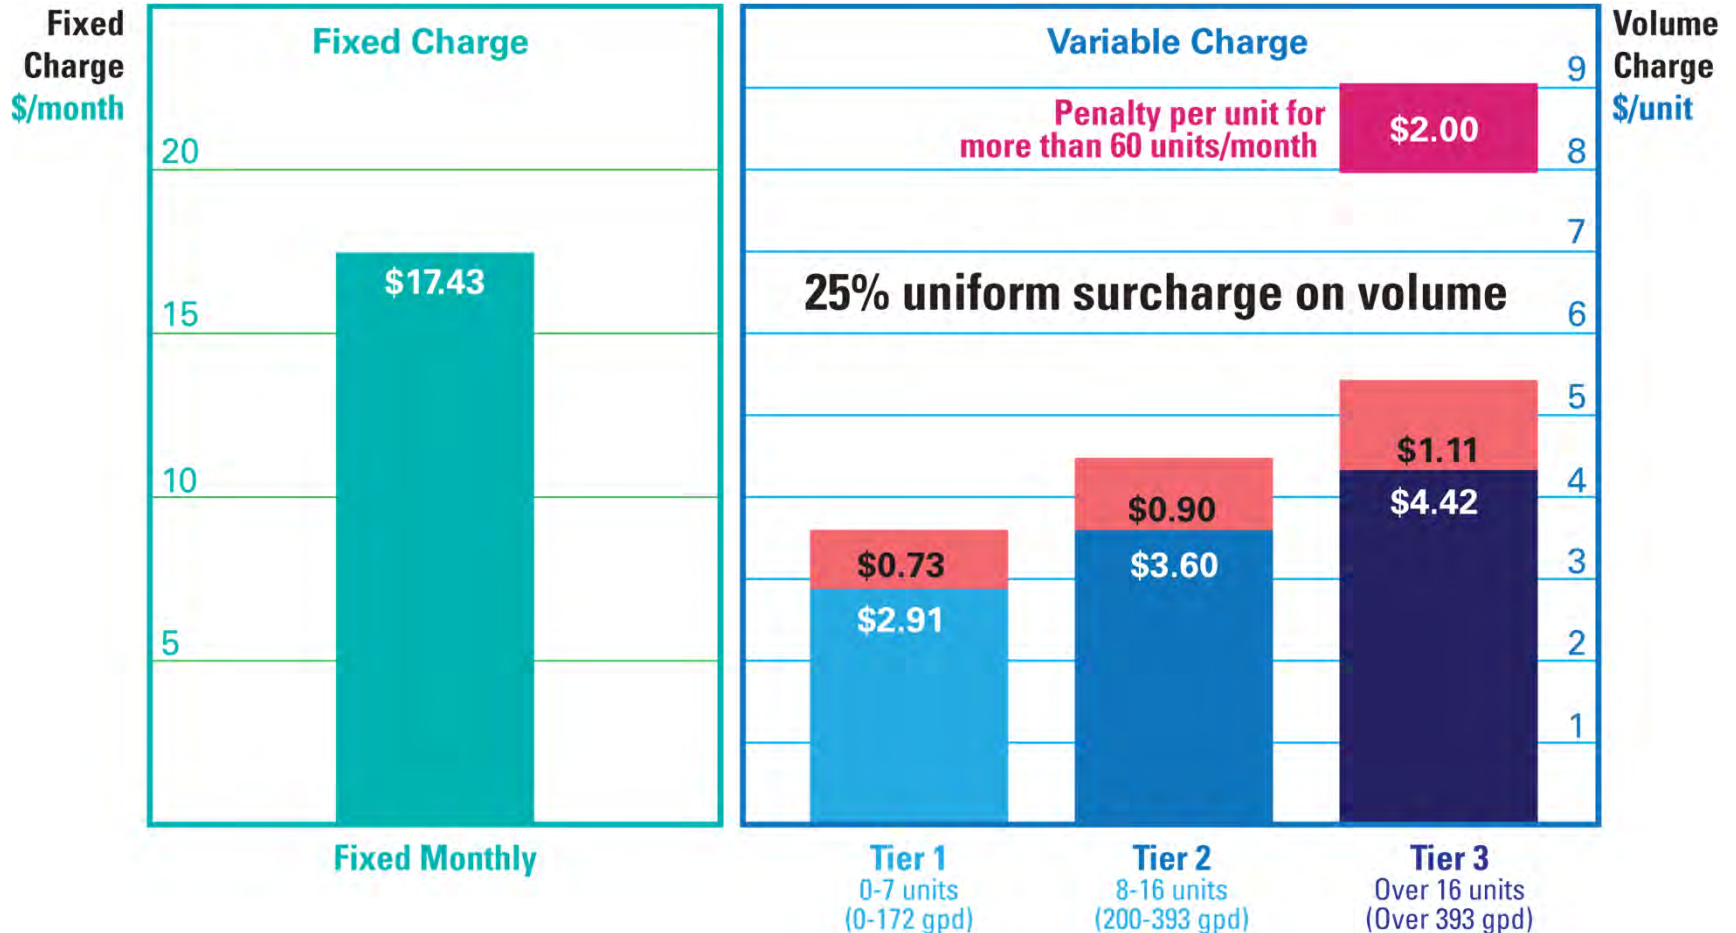 Fixed
Charge
$/month
Fixed Charge
20
15
10
5
$17.43
Fixed Monthly
Variable Charge
Volume
Charge
$/unit
9
8
7
6
5
4
3
2
1
Penalty per unit for
more than 60 units/month
$2.00
25% uniform surcharge on volume
$0.73
$2.91
$0.90
$3.60
$1.11
$4.42
Tier 1
0-7 units
(0-172 gpd)
Tier 2
8-16 units
(200-393 gpd)
Tier 3
Over 16 units
(Over 393 gpd)